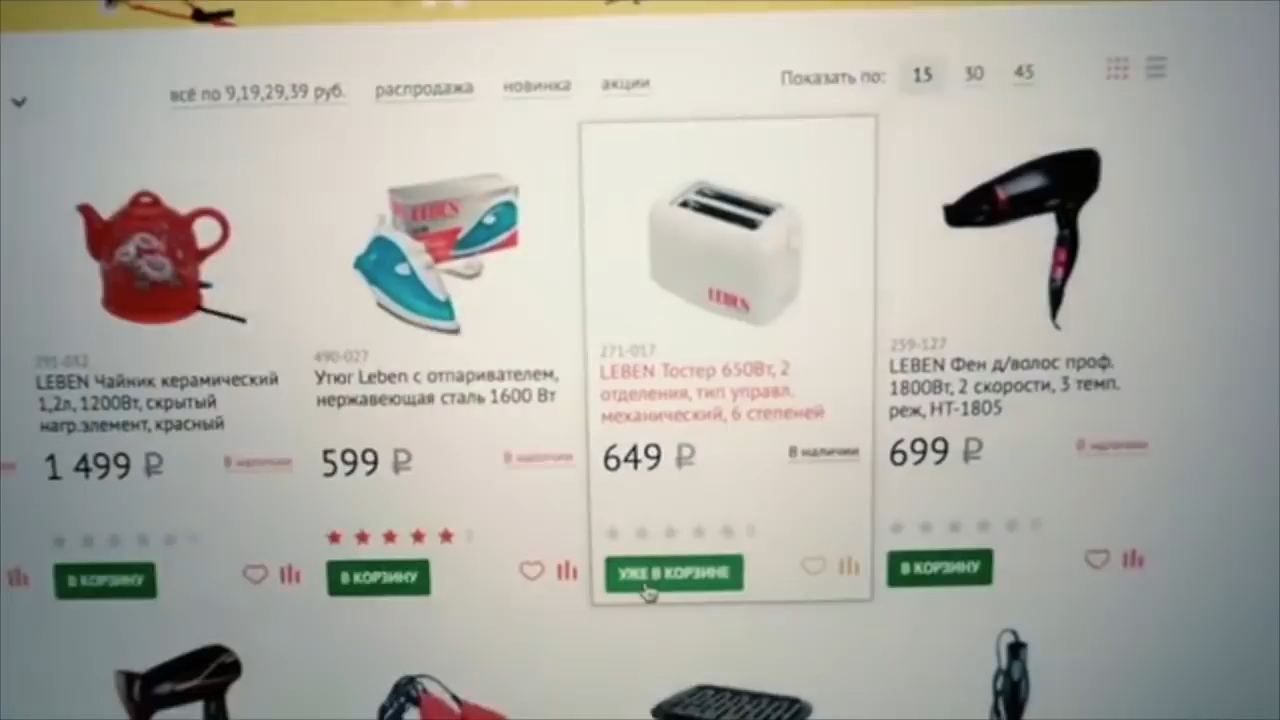 всё по 9,19,29,39 руб. распродажа новинка акции Показать по: 15 30 45
LEBEN
LEBEN
490-027
271-017
259-127
LEBEN Чайник керамический
1,2л, 1200Вт, скрытый
нагр.элемент, красный
Утюг Leben с отпаривателем,
нержавеющая сталь 1600 Вт
LEBEN Тостер 650Вт, 2
отделения, тип управл.
механический, 6 степеней
LEBEN Фен д/волос проф.
1800Вт, 2 скорости, 3 темп.
реж, HT-1805
1 499 ₽ В наличии
599 ₽ В наличии
649 ₽ В наличии
699 ₽ В наличии
В КОРЗИНУ
В КОРЗИНУ
УЖЕ В КОРЗИНЕ
В КОРЗИНУ